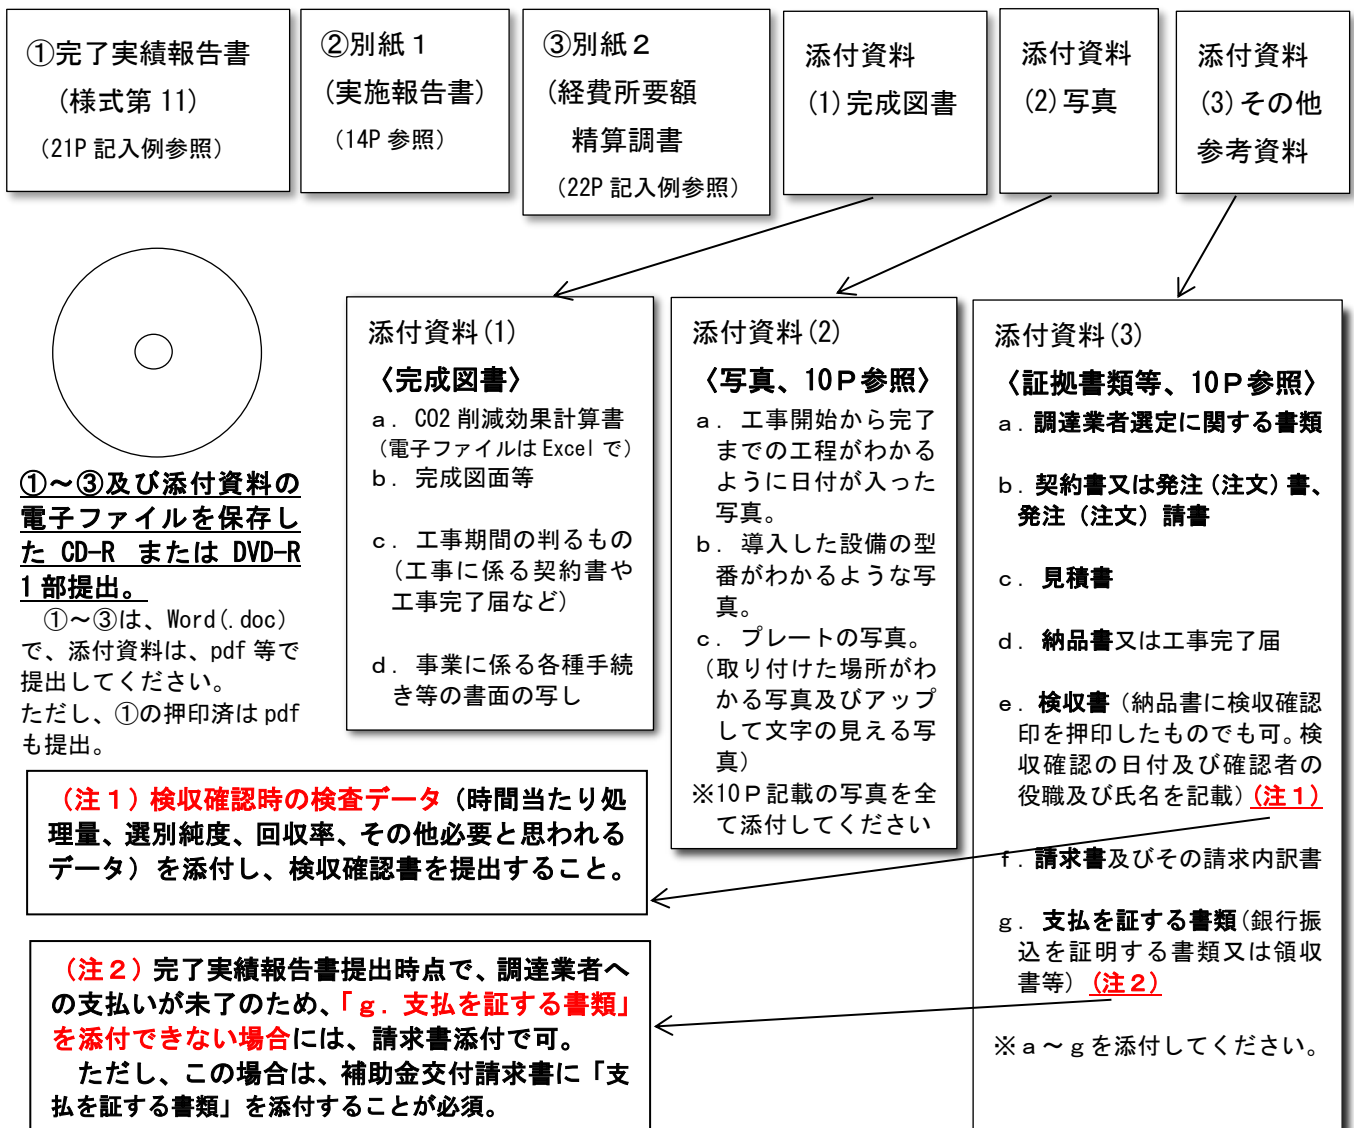 ①完了実績報告書
(様式第 11)
(21P 記入例参照)
②別紙１
(実施報告書)
(14P 参照)
③別紙２
(経費所要額
精算調書
(22P 記入例参照)
添付資料
(1)完成図書
添付資料
(2)写真
添付資料
(3)その他
参考資料
①～③及び添付資料の
電子ファイルを保存し
た CD-R または DVD-R
1 部提出。
①～③は、Word(.doc)
で、添付資料は、pdf 等で
提出してください。
ただし、①の押印済は pdf
も提出。
添付資料(1)
〈完成図書〉
ａ. CO2 削減効果計算書
(電子ファイルは Excel で)
ｂ. 完成図面等
ｃ. 工事期間の判るもの
(工事に係る契約書や
工事完了届など)
ｄ. 事業に係る各種手続
き等の書面の写し
添付資料(2)
〈写真、10Ｐ参照〉
ａ. 工事開始から完了
までの工程がわかる
ように日付が入った
写真。
ｂ. 導入した設備の型
番がわかるような写
真。
ｃ. プレートの写真。
(取り付けた場所がわ
かる写真及びアップ
して文字の見える写
真)
※10Ｐ記載の写真を全
て添付してください
添付資料(3)
〈証拠書類等、10Ｐ参照〉
ａ. 調達業者選定に関する書類
ｂ. 契約書又は発注(注文)書、
発注（注文）請書
ｃ. 見積書
ｄ. 納品書又は工事完了届
ｅ. 検収書（納品書に検収確認
印を押印したものでも可。検
収確認の日付及び確認者の
役職及び氏名を記載）(注１)
ｆ. 請求書及びその請求内訳書
ｇ. 支払を証する書類(銀行振
込を証明する書類又は領収
書等) (注２)
※ａ～ｇを添付してください。
(注１) 検収確認時の検査データ（時間当たり処
理量、選別純度、回収率、その他必要と思われる
データ）を添付し、検収確認書を提出すること。
(注２) 完了実績報告書提出時点で、調達業者へ
の支払いが未了のため、「ｇ. 支払を証する書類」
を添付できない場合には、請求書添付で可。
ただし、この場合は、補助金交付請求書に「支
払を証する書類」を添付することが必須。